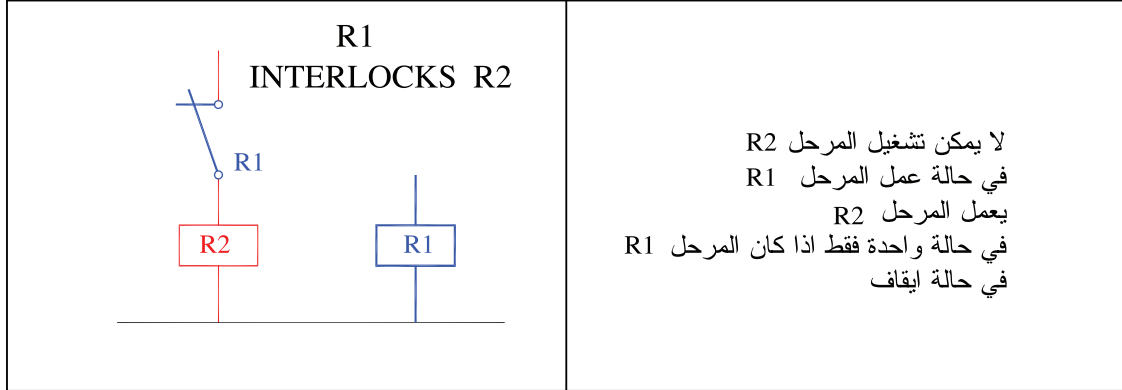 R1
INTERLOCKS R2
R1
R2
R1
لا يمكن تشغيل المرحل R2
في حالة عمل المرحل R1
يعمل المرحل R2
في حالة واحدة فقط اذا كان المرحل R1
في حالة ايقاف